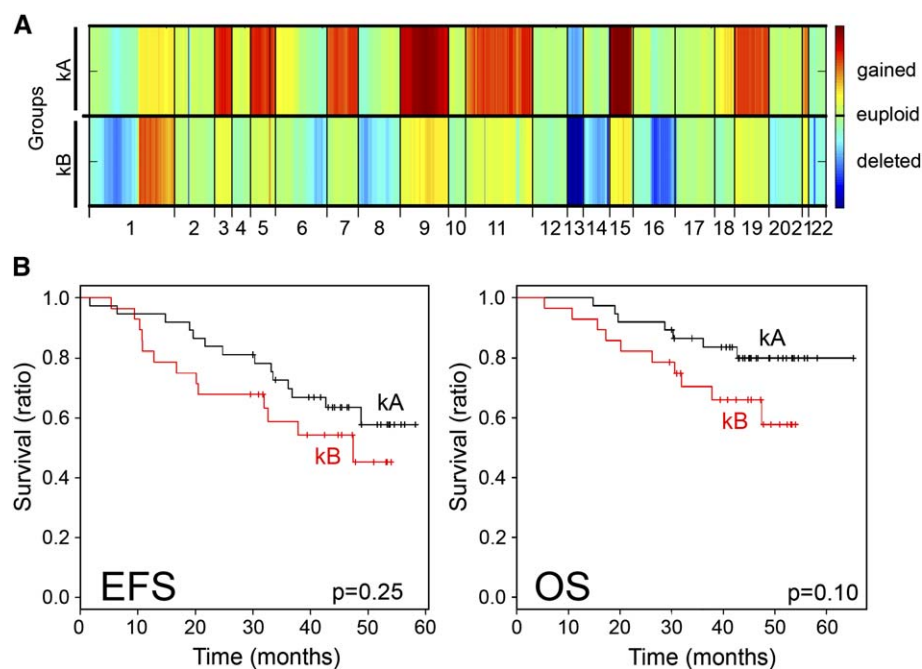 A
Groups
kA
kB
gained
euploid
deleted
1 2 3 4 5 6 7 8 9 10 11 12 13 14 15 16 17 18 19 20 21 22
B
Survival (ratio)
1.0
0.8
0.6
0.4
0.2
0.0
kA
kB
EFS
p=0.25
0 10 20 30 40 50 60
Time (months)
Survival (ratio)
1.0
0.8
0.6
0.4
0.2
0.0
kA
kB
OS
p=0.10
0 10 20 30 40 50 60
Time (months)